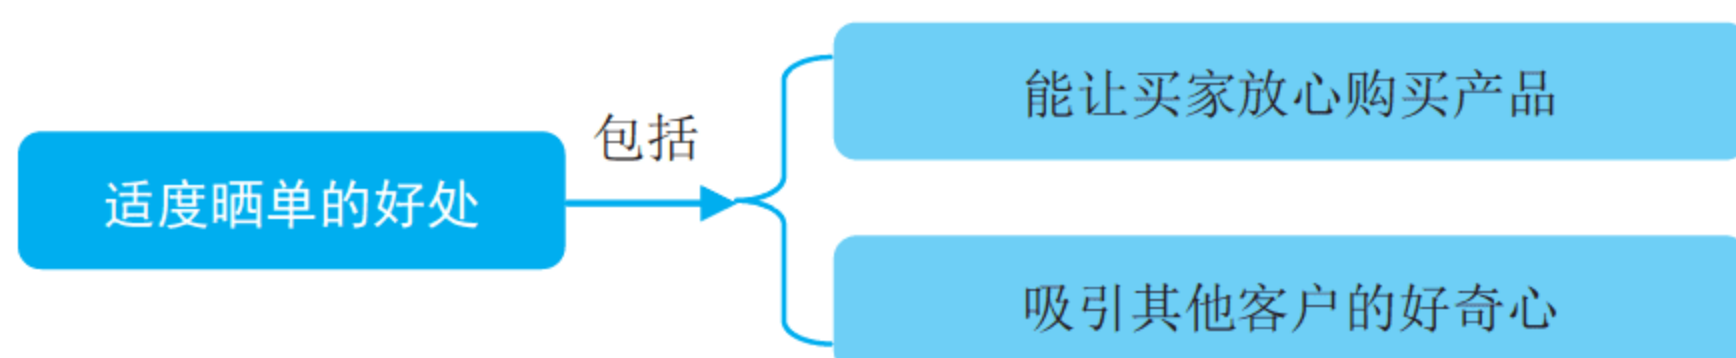 适度晒单的好处
包括
能让买家放心购买产品
吸引其他客户的好奇心